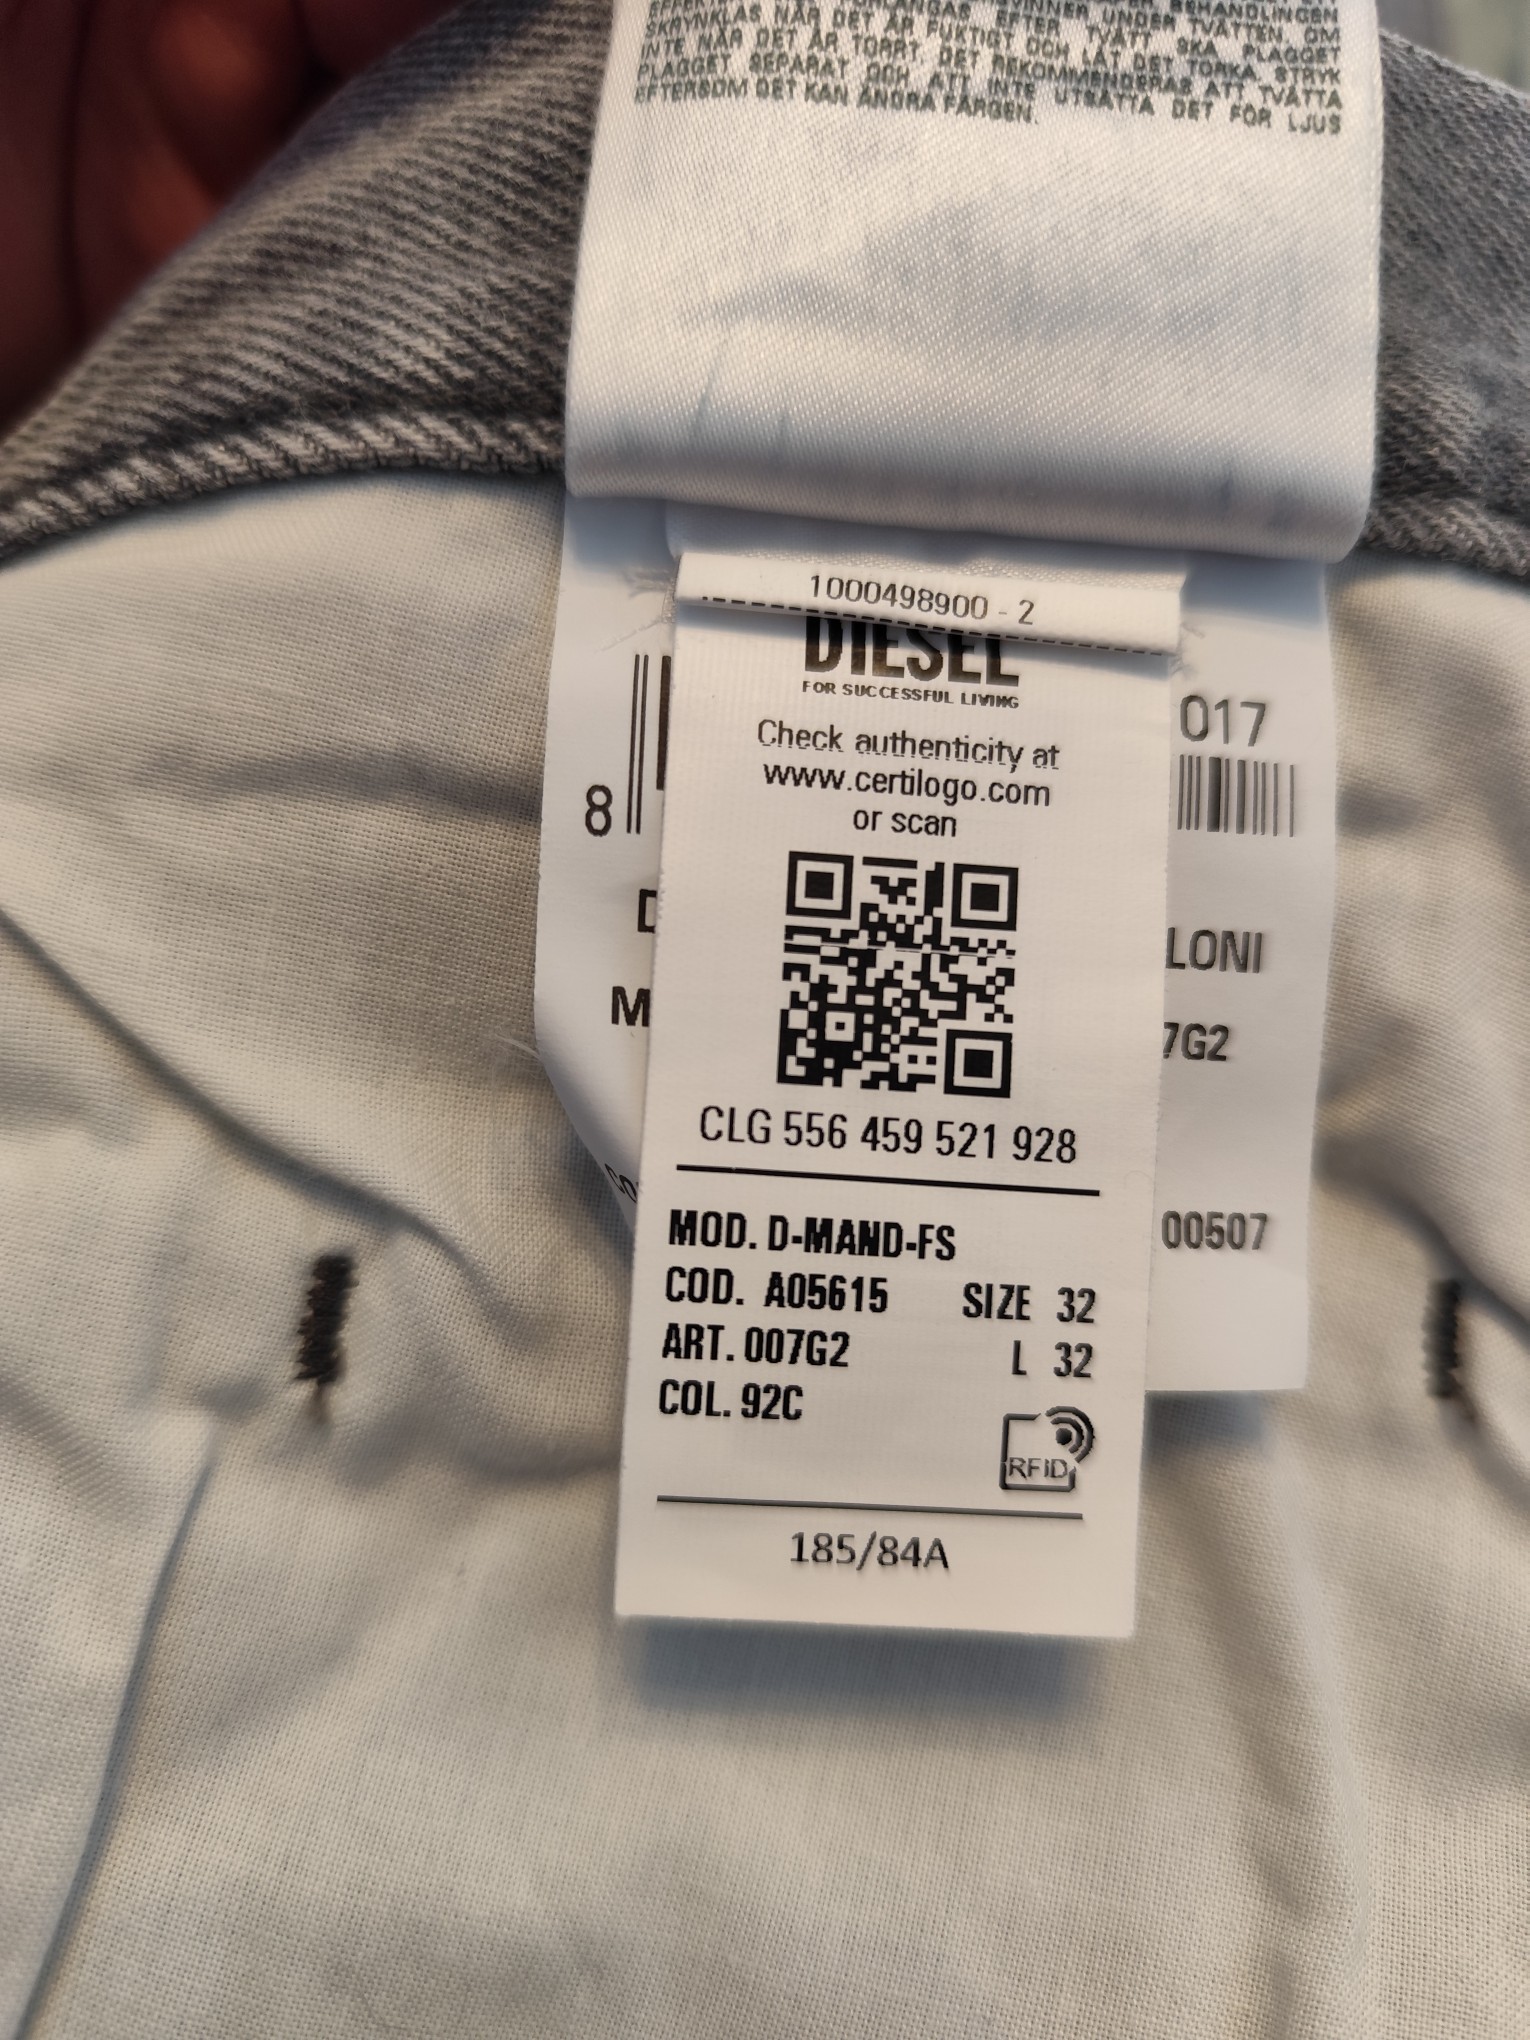 SKRYNKLAS NÄR DET ÄR FUKTIGT OCH LÅT DET TORKA. STRYK
INTE NÄR DET ÄR TORRT. DET REKOMMENDERAS ATT TVÄTTA
PLAGGET SEPARAT OCH ATT INTE UTSÄTTA DET FÖR LJUS
EFTERSOM DET KAN ÄNDRA FÄRGEN.
1000498900 - 2
DIESEL
FOR SUCCESSFUL LIVING
Check authenticity at
www.certilogo.com
or scan
CLG 556 459 521 928
MOD. D-MAND-FS
COD. A05615 SIZE 32
ART. 007G2 L 32
COL. 92C
RFID
185/84A
8
017
LONI
M
7G2
00507